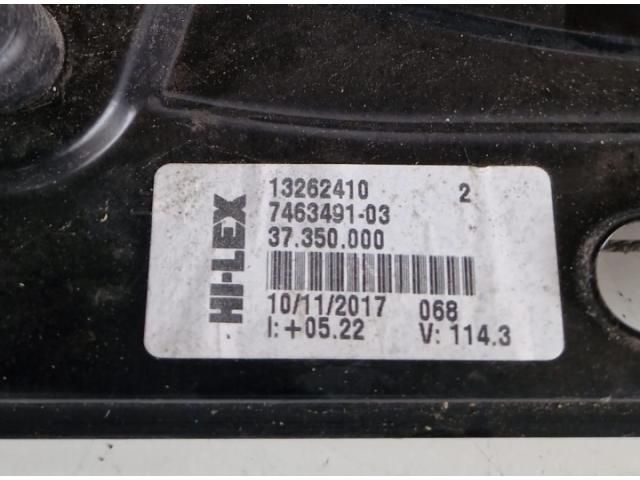 HI-LEX
13262410 2
7463491-03
37.350.000
10/11/2017 068
I:+05.22 V: 114.3